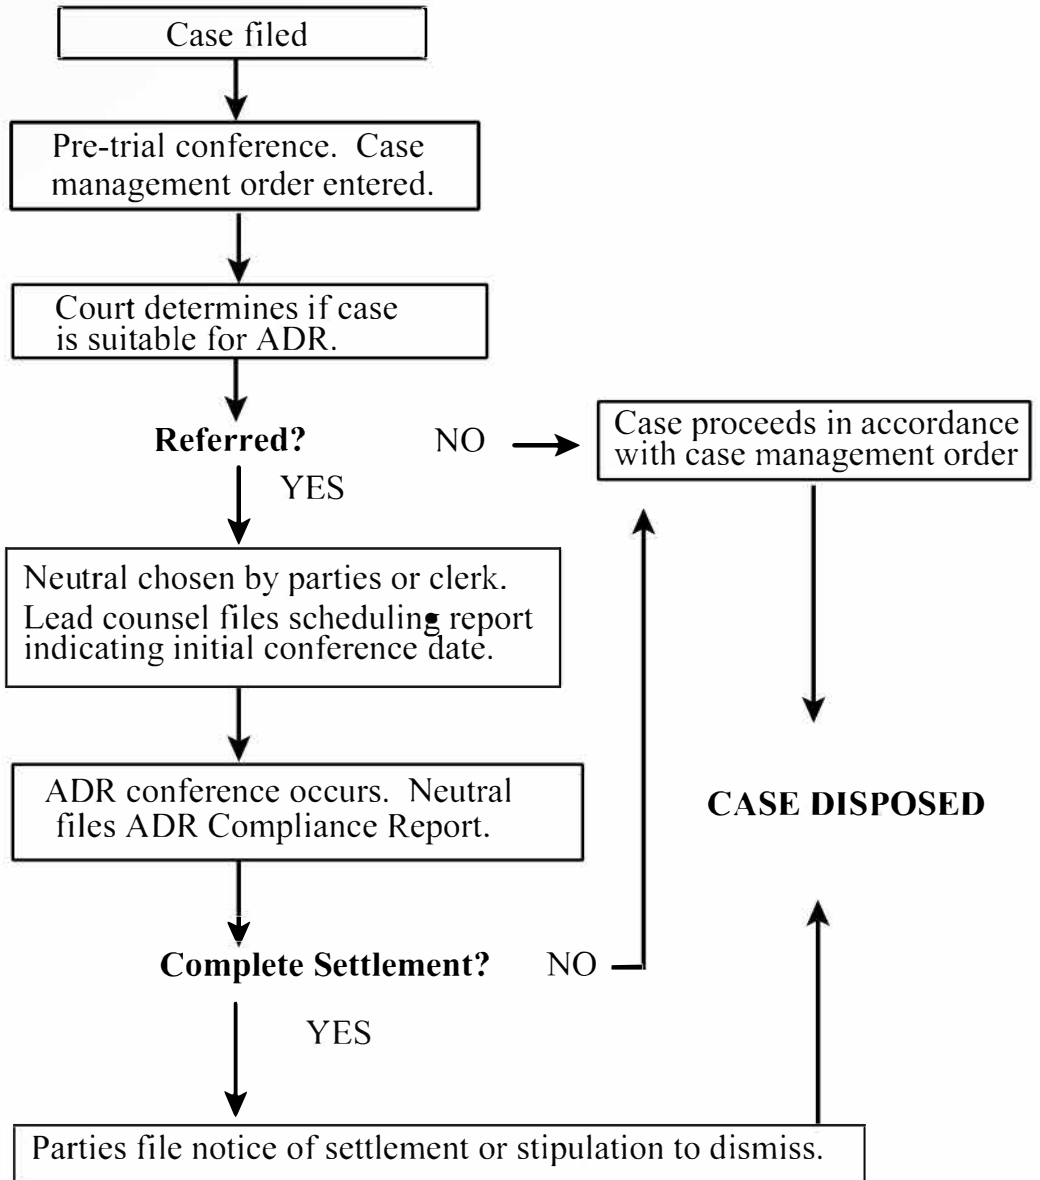 Case filed
Pre-trial conference. Case
management order entered.
Court determines if case
is suitable for ADR.
Referred?
NO
Case proceeds in accordance
with case management order
YES
Neutral chosen by parties or clerk.
Lead counsel files scheduling report
indicating initial conference date.
ADR conference occurs. Neutral
files ADR Compliance Report.
CASE DISPOSED
Complete Settlement?
NO
YES
Parties file notice of settlement or stipulation to dismiss.